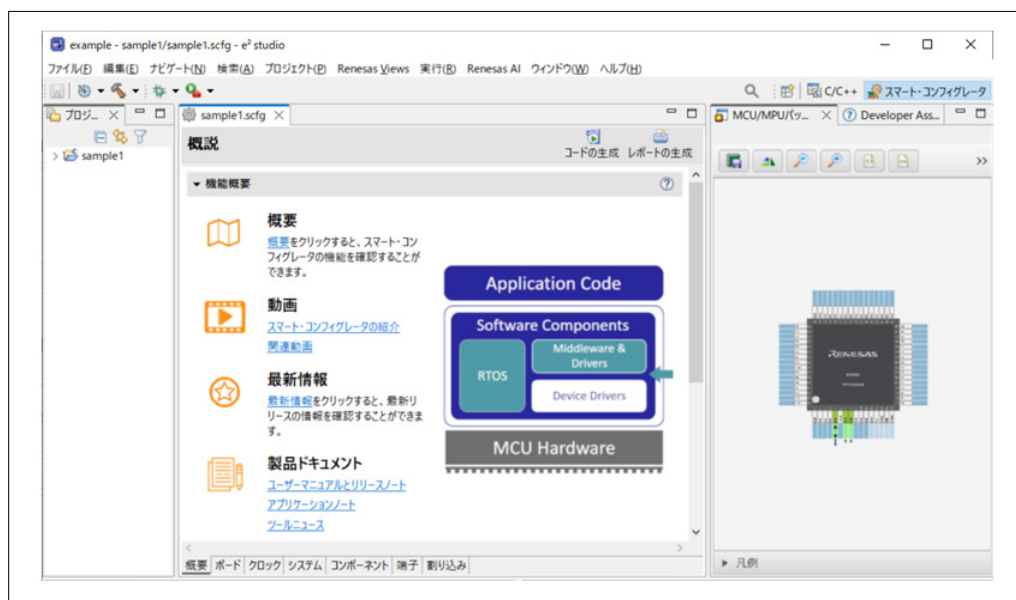 example - sample1/sample1.scfg - e² studio
ファイル(F) 編集(E) ナビゲート(N) 検索(A) プロジェクト(P) Renesas Views 実行(R) Renesas AI ウィンドウ(W) ヘルプ(H)
C/C++ スマート・コンフィグレータ
プロジ...
sample1
sample1.scfg
概説
コードの生成 レポートの生成
機能概要
概要
概要をクリックすると、スマート・コン
フィグレータの機能を確認することが
できます。
動画
スマート・コンフィグレータの紹介
関連動画
最新情報
最新情報をクリックすると、最新リ
リースの情報を確認することができま
す。
製品ドキュメント
ユーザーマニュアルとリリースノート
アプリケーションノート
ツールニュース
Application Code
Software Components
RTOS
Middleware &
Drivers
Device Drivers
MCU Hardware
概要 ボード クロック システム コンポーネント 端子 割り込み
MCU/MPUパッ... Developer Ass...
RENESAS
凡例